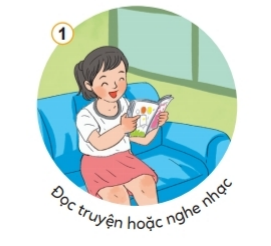 1
Đọc truyện hoặc nghe nhạc